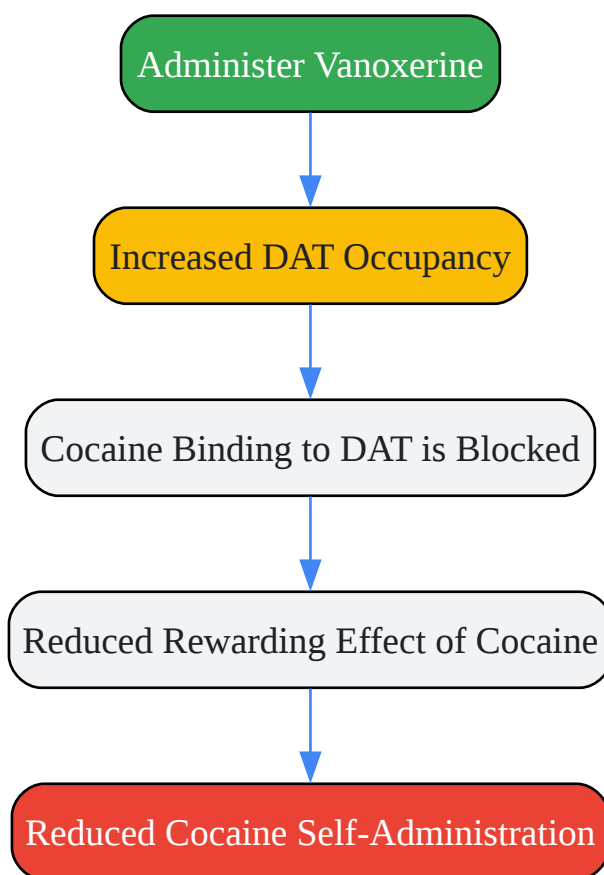 Administer Vanoxerine
Increased DAT Occupancy
Cocaine Binding to DAT is Blocked
Reduced Rewarding Effect of Cocaine
Reduced Cocaine Self-Administration